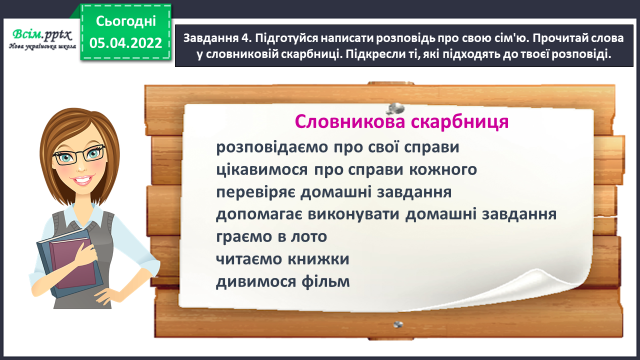 Всім.pptx
Нова українська школа
Сьогодні
05.04.2022
Завдання 4. Підготуйся написати розповідь про свою сім'ю. Прочитай слова
у словниковій скарбниці. Підкресли ті, які підходять до твоєї розповіді.
Словникова скарбниця
розповідаємо про свої справи
цікавимося про справи кожного
перевіряє домашні завдання
допомагає виконувати домашні завдання
граємо в лото
читаємо книжки
дивимося фільм